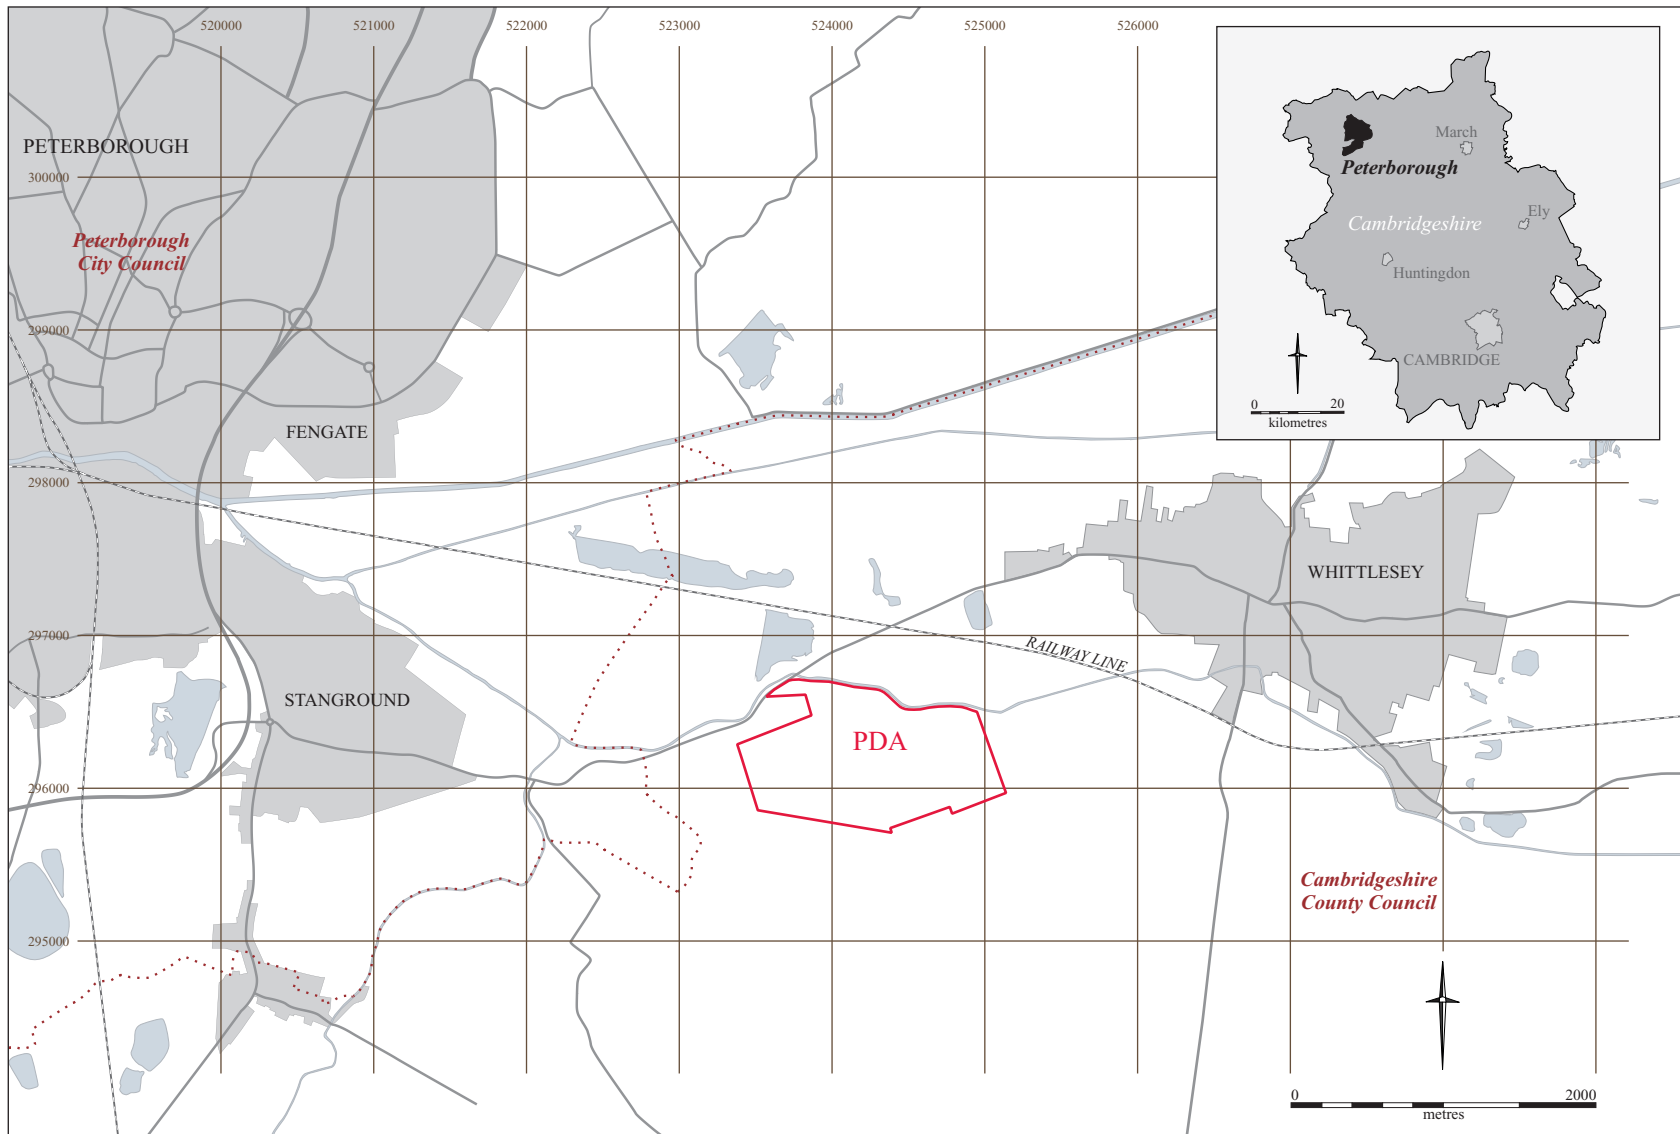 520000
521000
522000
523000
524000
525000
526000
PETERBOROUGH
300000
Peterborough
City Council
299000
FENGATE
298000
297000
STANGROUND
296000
295000
RAILWAY LINE
WHITTLESEY
PDA
Cambridgeshire
County Council
0
2000
metres
March
Peterborough
Ely
Cambridgeshire
Huntingdon
CAMBRIDGE
0
20
kilometres